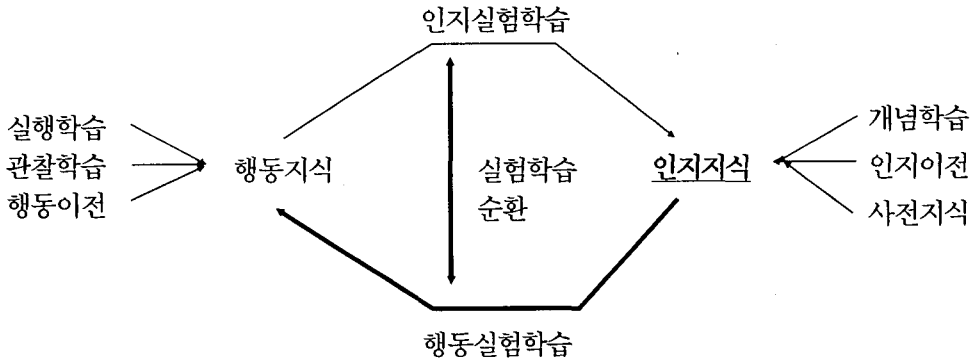 인지실험학습
실행학습
관찰학습
행동이전
행동지식
실험학습
순환
인지지식
개념학습
인지이전
사전지식
행동실험학습